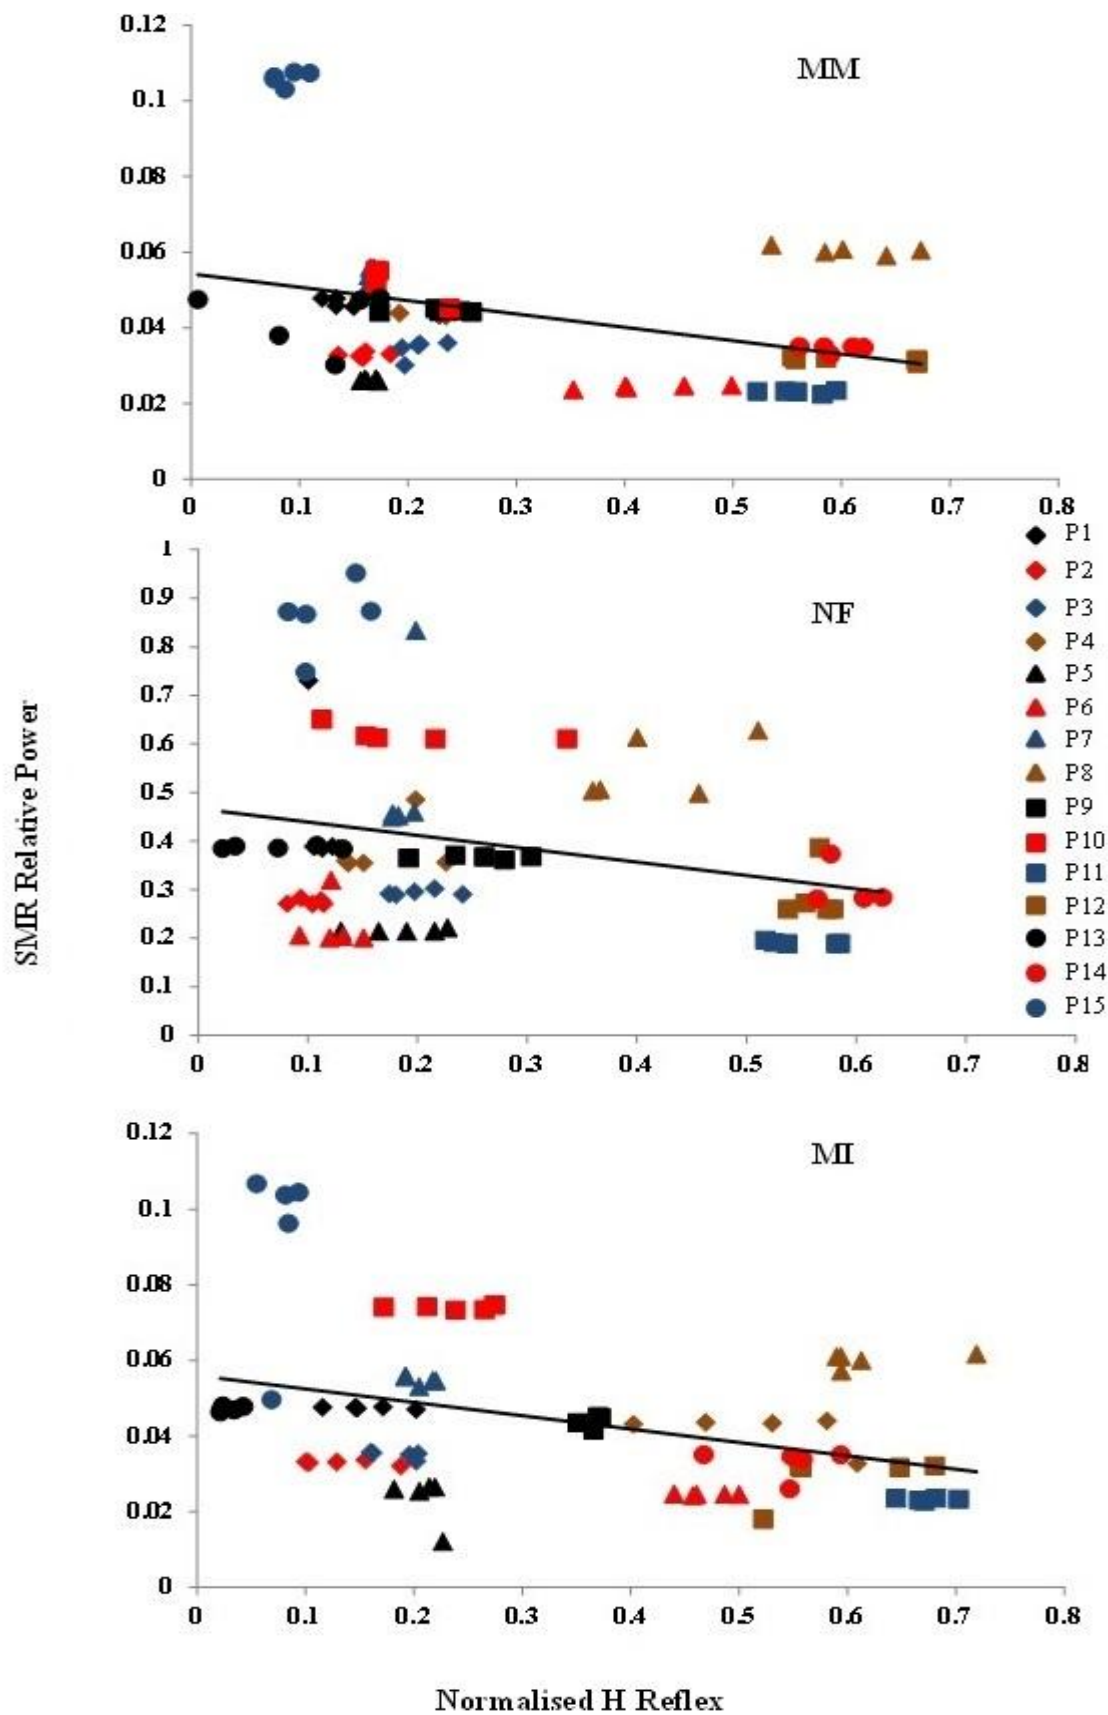 0.12
MM
0.1
0.08
0.06
0.04
0.02
0
0 0.1 0.2 0.3 0.4 0.5 0.6 0.7 0.8
1
NF
0.9
0.8
0.7
0.6
0.5
0.4
0.3
0.2
0.1
0
0 0.1 0.2 0.3 0.4 0.5 0.6 0.7 0.8
P1
P2
P3
P4
P5
P6
P7
P8
P9
P10
P11
P12
P13
P14
P15
SMR Relative Power
0.12
MI
0.1
0.08
0.06
0.04
0.02
0
0 0.1 0.2 0.3 0.4 0.5 0.6 0.7 0.8
Normalised H Reflex